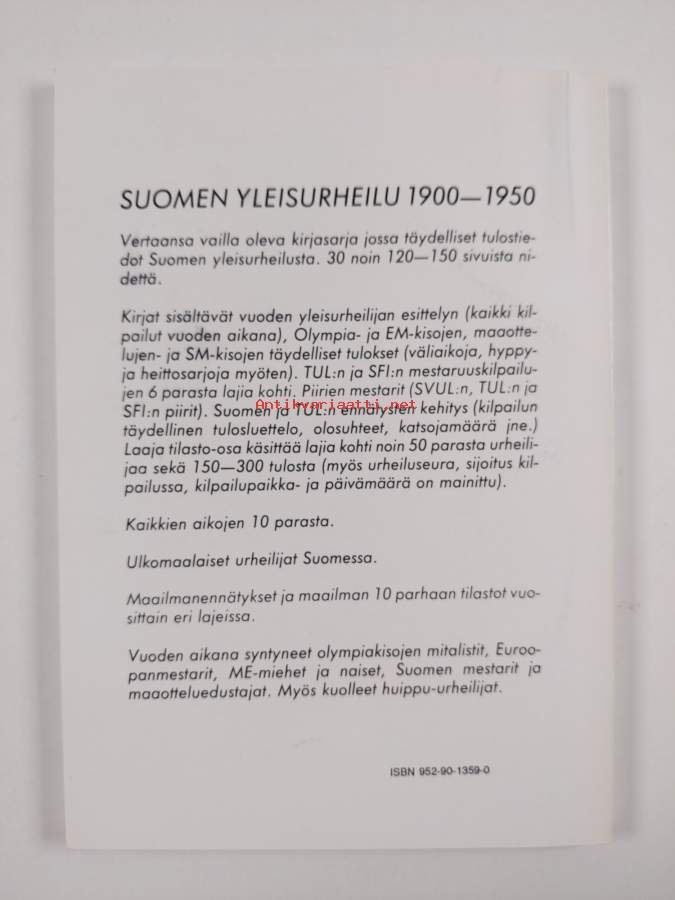 SUOMEN YLEISURHEILU 1900—1950
Vertaansa vailla oleva kirjasarja jossa täydelliset tulostie-
dot Suomen yleisurheilusta. 30 noin 120—150 sivuista ni-
dettä.
Kirjat sisältävät vuoden yleisurheilijan esittelyn (kaikki kil-
pailut vuoden aikana), Olympia- ja EM-kisojen, maaotte-
lujen- ja SM-kisojen täydelliset tulokset (väliaikoja, hyppy-
ja heittosarjoja myöten). TUL:n ja SFI:n mestaruuskilpailu-
jen 6 parasta lajia kohti. Piirien mestarit (SVUL:n, TUL:n ja
SFI:n piirit). Suomen ja TUL:n ennätysten kehitys (kilpailun
Antikvariaatti.net
täydellinen tulosluettelo, olosuhteet, katsojamäärä jne.)
Laaja tilasto-osa käsittää lajia kohti noin 50 parasta urheili-
jaa sekä 150—300 tulosta (myös urheiluseura, sijoitus kil-
pailussa, kilpailupaikka- ja päivämäärä on mainittu).
Kaikkien aikojen 10 parasta.
Ulkomaalaiset urheilijat Suomessa.
Maailmanennätykset ja maailman 10 parhaan tilastot vuo-
sittain eri lajeissa.
Vuoden aikana syntyneet olympiakisojen mitalistit, Euroo-
panmestarit, ME-miehet ja naiset, Suomen mestarit ja
maaotteluedustajat. Myös kuolleet huippu-urheilijat.
ISBN 952-90-1359-0